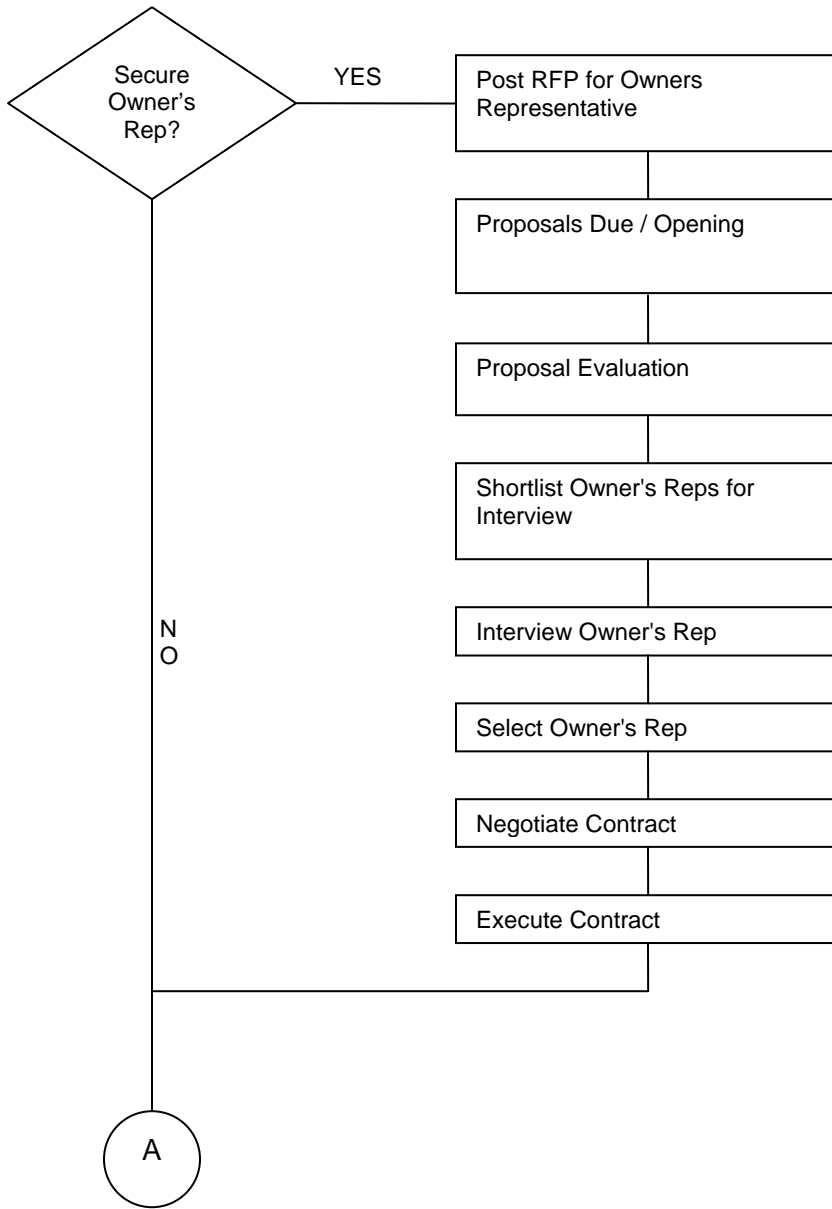 Secure
Owner’s
Rep?
YES
Post RFP for Owners
Representative
Proposals Due / Opening
Proposal Evaluation
Shortlist Owner's Reps for
Interview
N
O
Interview Owner's Rep
Select Owner's Rep
Negotiate Contract
Execute Contract
A